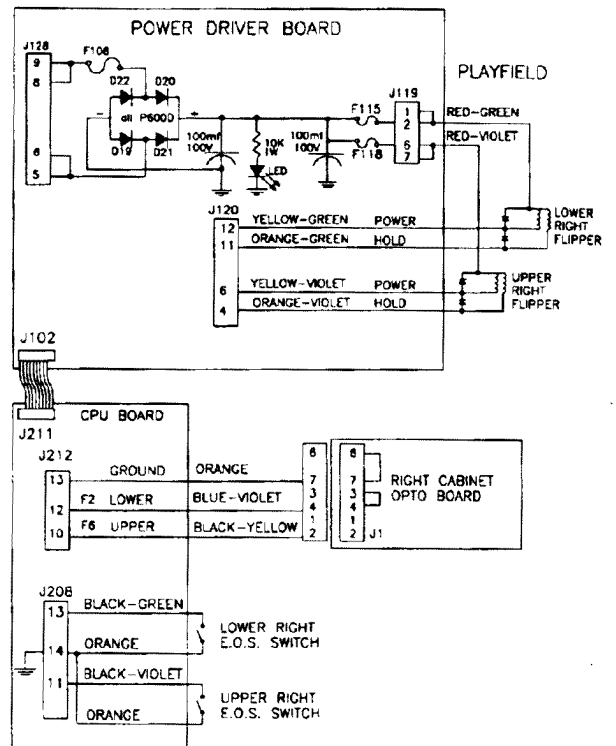 POWER DRIVER BOARD
J128
F106
9
8
D22
D20
-
+
all P600D
D19
D21
6
5
100mf
100V
10K
1W
LED
100mf
100V
F115
F118
J119
1
2
6
7
PLAYFIELD
RED-GREEN
RED-VIOLET
J120
12
YELLOW-GREEN
POWER
11
ORANGE-GREEN
HOLD
LOWER
RIGHT
FLIPPER
6
YELLOW-VIOLET
POWER
4
ORANGE-VIOLET
HOLD
UPPER
RIGHT
FLIPPER
J102
CPU BOARD
J211
J212
13
GROUND
ORANGE
12
F2 LOWER
BLUE-VIOLET
10
F6 UPPER
BLACK-YELLOW
6
7
3
4
1
2
6
7
3
4
1
2
J1
RIGHT CABINET
OPTO BOARD
J208
13
BLACK-GREEN
14
ORANGE
LOWER RIGHT
E.O.S. SWITCH
11
BLACK-VIOLET
ORANGE
UPPER RIGHT
E.O.S. SWITCH